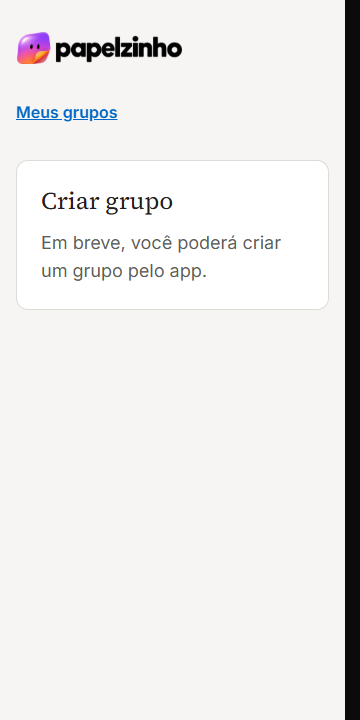 papelzinho
Meus grupos
Criar grupo
Em breve, você poderá criar
um grupo pelo app.